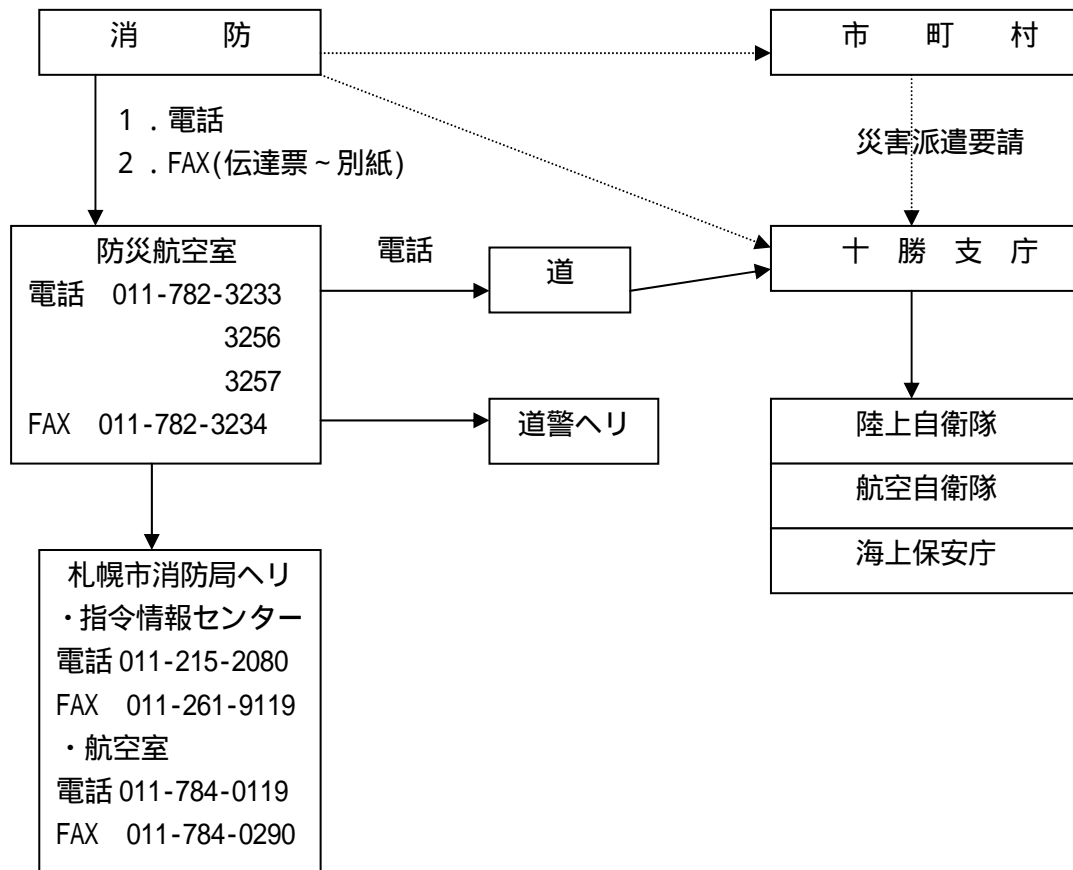 消　　　防
市　町　村
１．電話
２．FAX(伝達票～別紙)
災害派遣要請
防災航空室
電話　011-782-3233
3256
3257
FAX　011-782-3234
電話
道
十　勝　支　庁
道警ヘリ
陸上自衛隊
航空自衛隊
海上保安庁
札幌市消防局ヘリ
・指令情報センター
電話 011-215-2080
FAX　011-261-9119
・航空室
電話 011-784-0119
FAX　011-784-0290